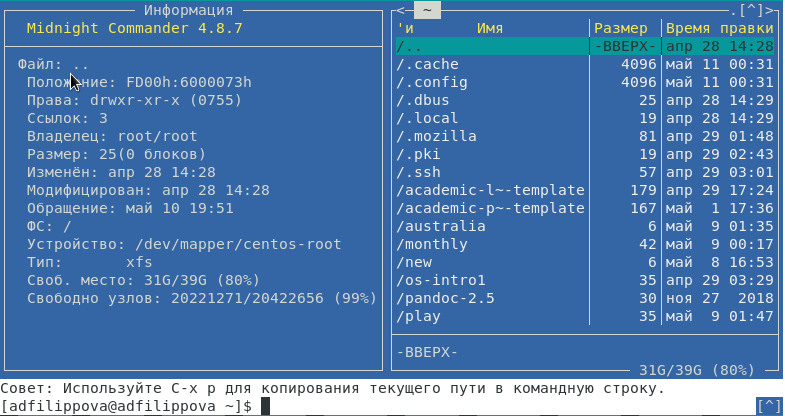 Информация
Midnight Commander 4.8.7
Файл: ..
Положение: FD00h:6000073h
Права: drwxr-xr-x (0755)
Ссылок: 3
Владелец: root/root
Размер: 25(0 блоков)
Изменён: апр 28 14:28
Модифицирован: апр 28 14:28
Обращение: май 10 19:51
ФС: /
Устройство: /dev/mapper/centos-root
Тип: xfs
Своб. место: 31G/39G (80%)
Свободно узлов: 20221271/20422656 (99%)
<─ ~ .[^]>
'и Имя Размер Время правки
/.. -ВВЕРХ- апр 28 14:28
/.cache 4096 май 11 00:31
/.config 4096 май 11 00:31
/.dbus 25 апр 28 14:29
/.local 19 апр 28 14:29
/.mozilla 81 апр 29 01:48
/.pki 19 апр 29 02:43
/.ssh 57 апр 29 03:01
/academic-l~-template 179 апр 29 17:24
/academic-p~-template 167 май 1 17:36
/australia 6 май 9 01:35
/monthly 42 май 9 00:17
/new 6 май 8 16:53
/os-intro1 35 апр 29 03:29
/pandoc-2.5 30 ноя 27 2018
/play 35 май 9 01:47
-ВВЕРХ-
31G/39G (80%)
Совет: Используйте C-x p для копирования текущего пути в командную строку.
[adfilippova@adfilippova ~]$ [^]